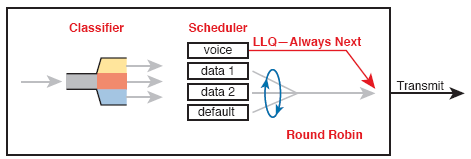 Classifier
Scheduler
voice
LLQ—Always Next
data 1
data 2
default
Transmit
Round Robin